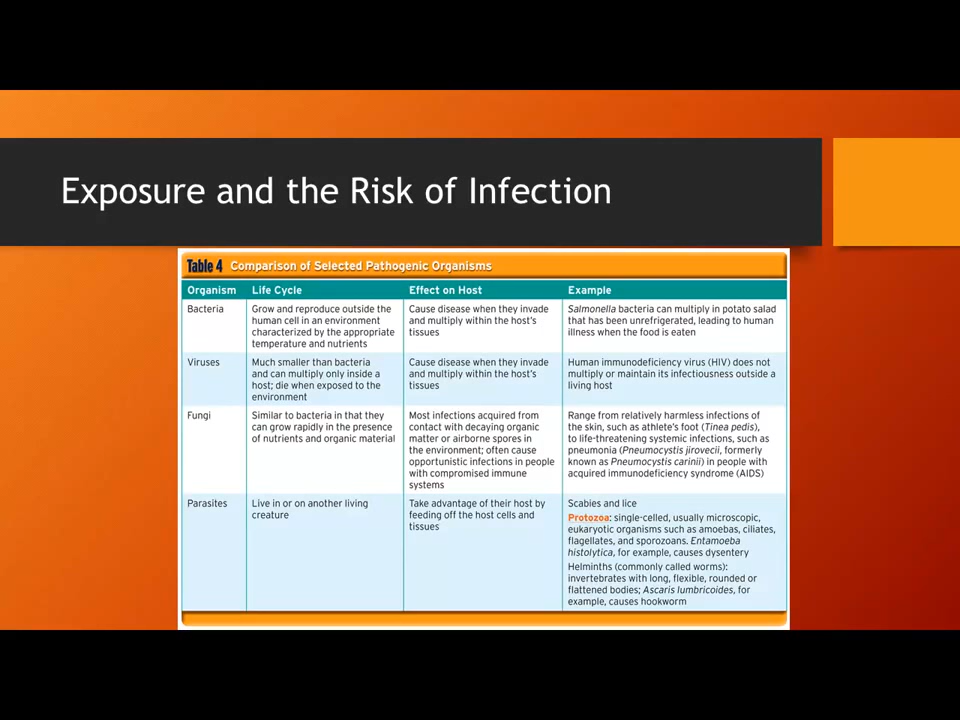 Exposure and the Risk of Infection
Table 4 Comparison of Selected Pathogenic Organisms
Organism Life Cycle Effect on Host Example
Bacteria
Grow and reproduce outside the
human cell in an environment
characterized by the appropriate
temperature and nutrients
Cause disease when they invade
and multiply within the host's
tissues
Salmonella bacteria can multiply in potato salad
that has been unrefrigerated, leading to human
illness when the food is eaten
Viruses
Much smaller than bacteria
and can multiply only inside a
host; die when exposed to the
environment
Cause disease when they invade
and multiply within the host's
tissues
Human immunodeficiency virus (HIV) does not
multiply or maintain its infectiousness outside a
living host
Fungi
Similar to bacteria in that they
can grow rapidly in the presence
of nutrients and organic material
Most infections acquired from
contact with decaying organic
matter or airborne spores in
the environment; often cause
opportunistic infections in people
with compromised immune
systems
Range from relatively harmless infections of
the skin, such as athlete's foot (Tinea pedis),
to life-threatening systemic infections, such as
pneumonia (Pneumocystis jirovecii, formerly
known as Pneumocystis carinii) in people with
acquired immunodeficiency syndrome (AIDS)
Parasites
Live in or on another living
creature
Take advantage of their host by
feeding off the host cells and
tissues
Scabies and lice
Protozoa: single-celled, usually microscopic,
eukaryotic organisms such as amoebas, ciliates,
flagellates, and sporozoans. Entamoeba
histolytica, for example, causes dysentery
Helminths (commonly called worms):
invertebrates with long, flexible, rounded or
flattened bodies; Ascaris lumbricoides, for
example, causes hookworm